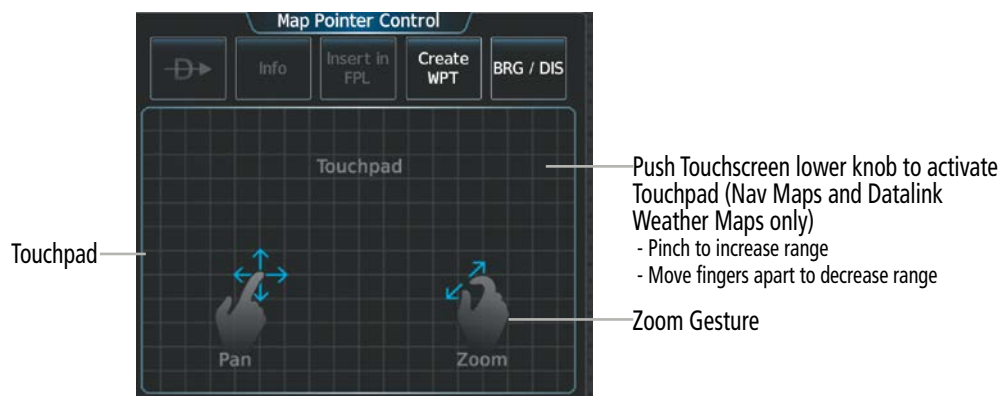 Map Pointer Control
D Info Insert in FPL Create WPT BRG / DIS
Touchpad
Push Touchscreen lower knob to activate
Touchpad (Nav Maps and Datalink
Weather Maps only)
- Pinch to increase range
- Move fingers apart to decrease range
Touchpad
Zoom Gesture
Pan Zoom